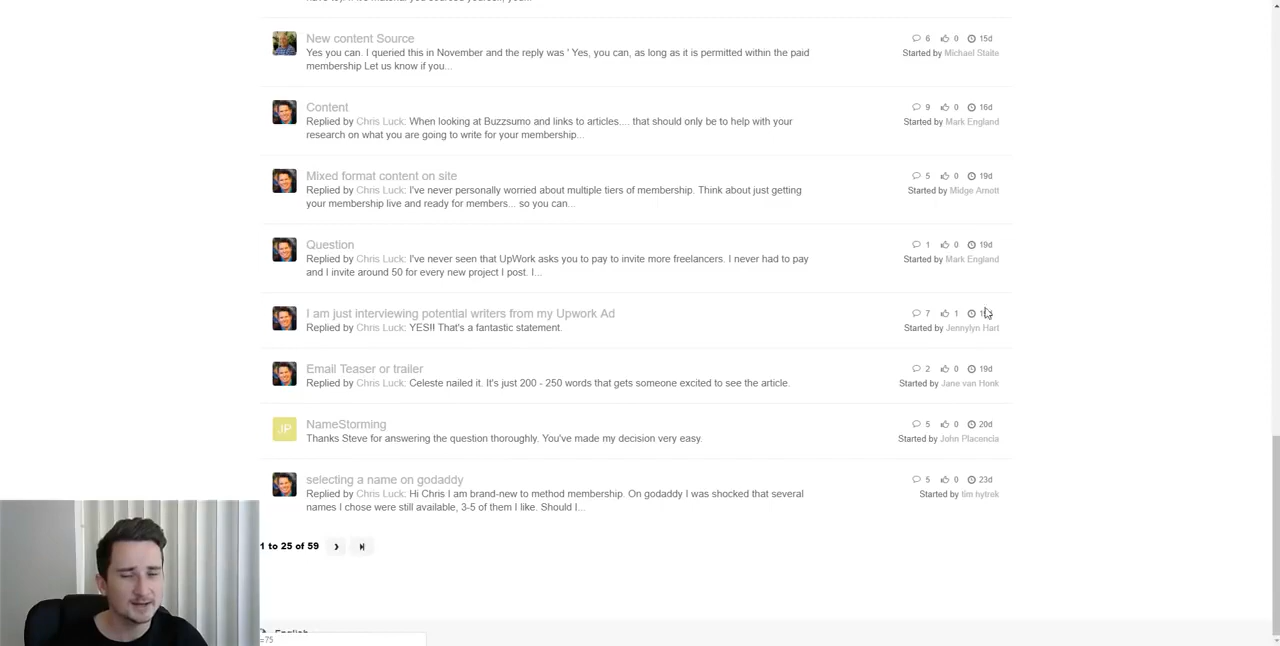 New content Source
6 0 15d
Yes you can. I queried this in November and the reply was ' Yes, you can, as long as it is permitted within the paid
Started by Michael Staite
membership Let us know if you...
Content
9 0 16d
Replied by Chris Luck: When looking at Buzzsumo and links to articles.... that should only be to help with your
Started by Mark England
research on what you are going to write for your membership...
Mixed format content on site
5 0 19d
Replied by Chris Luck: I've never personally worried about multiple tiers of membership. Think about just getting
Started by Midge Arnott
your membership live and ready for members... so you can...
Question
1 0 19d
Replied by Chris Luck: I've never seen that UpWork asks you to pay to invite more freelancers. I never had to pay
Started by Mark England
and I invite around 50 for every new project I post. I...
I am just interviewing potential writers from my Upwork Ad
7 1
Replied by Chris Luck: YES!! That's a fantastic statement.
Started by Jennylyn Hart
Email Teaser or trailer
2 0 19d
Replied by Chris Luck: Celeste nailed it. It's just 200 - 250 words that gets someone excited to see the article.
Started by Jane van Honk
JP
NameStorming
5 0 20d
Thanks Steve for answering the question thoroughly. You've made my decision very easy.
Started by John Placencia
selecting a name on godaddy
5 0 23d
Replied by Chris Luck: Hi Chris I am brand-new to method membership. On godaddy I was shocked that several
Started by tim hytrek
names I chose were still available, 3-5 of them I like. Should I...
1 to 25 of 59
English
=75